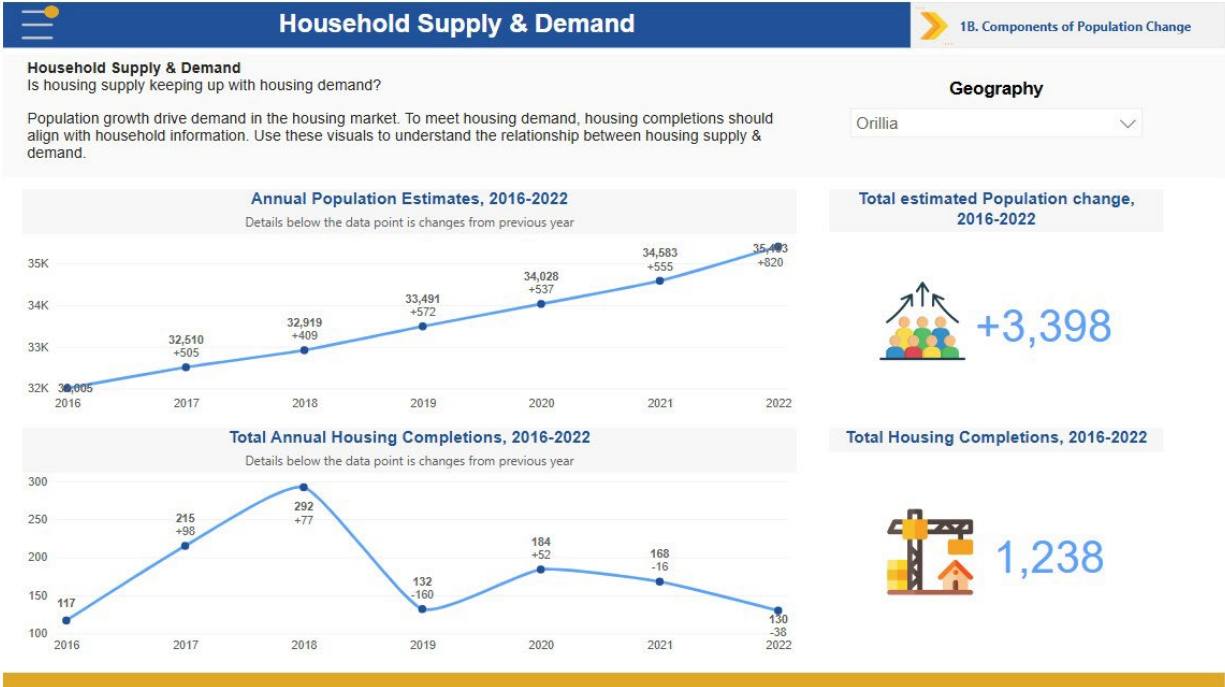 Household Supply & Demand
1B. Components of Population Change
Household Supply & Demand
Is housing supply keeping up with housing demand?
Population growth drive demand in the housing market. To meet housing demand, housing completions should
align with household information. Use these visuals to understand the relationship between housing supply &
demand.
Geography
Orillia
Annual Population Estimates, 2016-2022
Details below the data point is changes from previous year
35K
34K
33K
32K
32,005
32,510
+505
32,919
+409
33,491
+572
34,028
+537
34,583
+555
35,403
+820
2016 2017 2018 2019 2020 2021 2022
Total estimated Population change,
2016-2022
+3,398
Total Annual Housing Completions, 2016-2022
Details below the data point is changes from previous year
300
250
200
150
100
117
215
+98
292
+77
132
-160
184
+52
168
-16
130
-38
2016 2017 2018 2019 2020 2021 2022
Total Housing Completions, 2016-2022
1,238